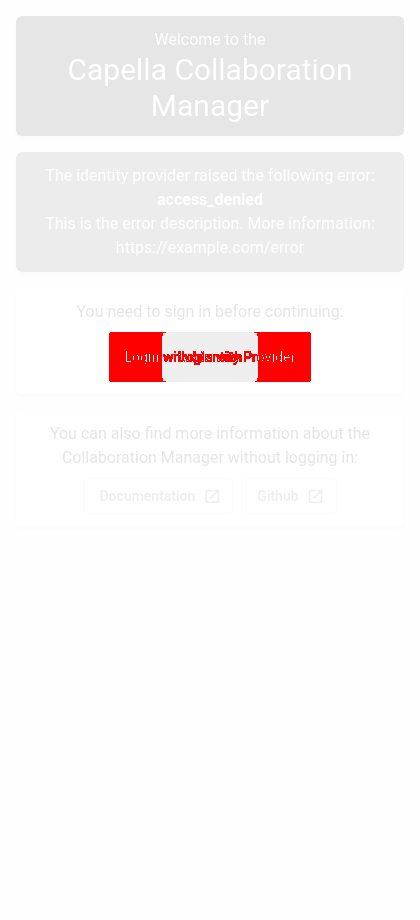 Welcome to the
Capella Collaboration
Manager
The identity provider raised the following error:
access_denied
This is the error description. More information:
https://example.com/error
You need to sign in before continuing:
Login Provider
You can also find more information about the
Collaboration Manager without logging in:
Documentation Github